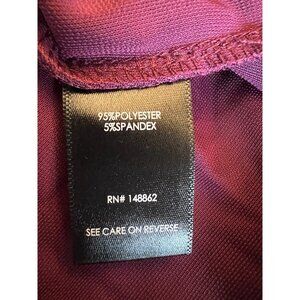 95%POLYESTER
5%SPANDEX
RN# 148862
SEE CARE ON REVERSE